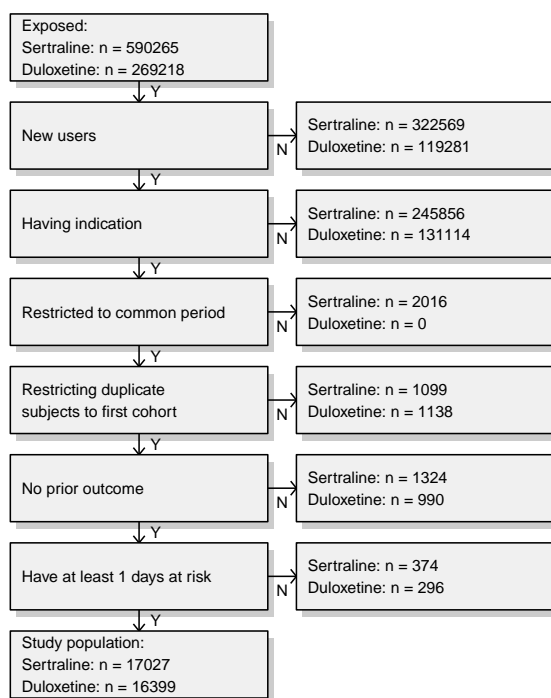 Exposed:
Sertraline: n = 590265
Duloxetine: n = 269218
Y
New users
N
Sertraline: n = 322569
Duloxetine: n = 119281
Y
Having indication
N
Sertraline: n = 245856
Duloxetine: n = 131114
Y
Restricted to common period
N
Sertraline: n = 2016
Duloxetine: n = 0
Y
Restricting duplicate
subjects to first cohort
N
Sertraline: n = 1099
Duloxetine: n = 1138
Y
No prior outcome
N
Sertraline: n = 1324
Duloxetine: n = 990
Y
Have at least 1 days at risk
N
Sertraline: n = 374
Duloxetine: n = 296
Y
Study population:
Sertraline: n = 17027
Duloxetine: n = 16399